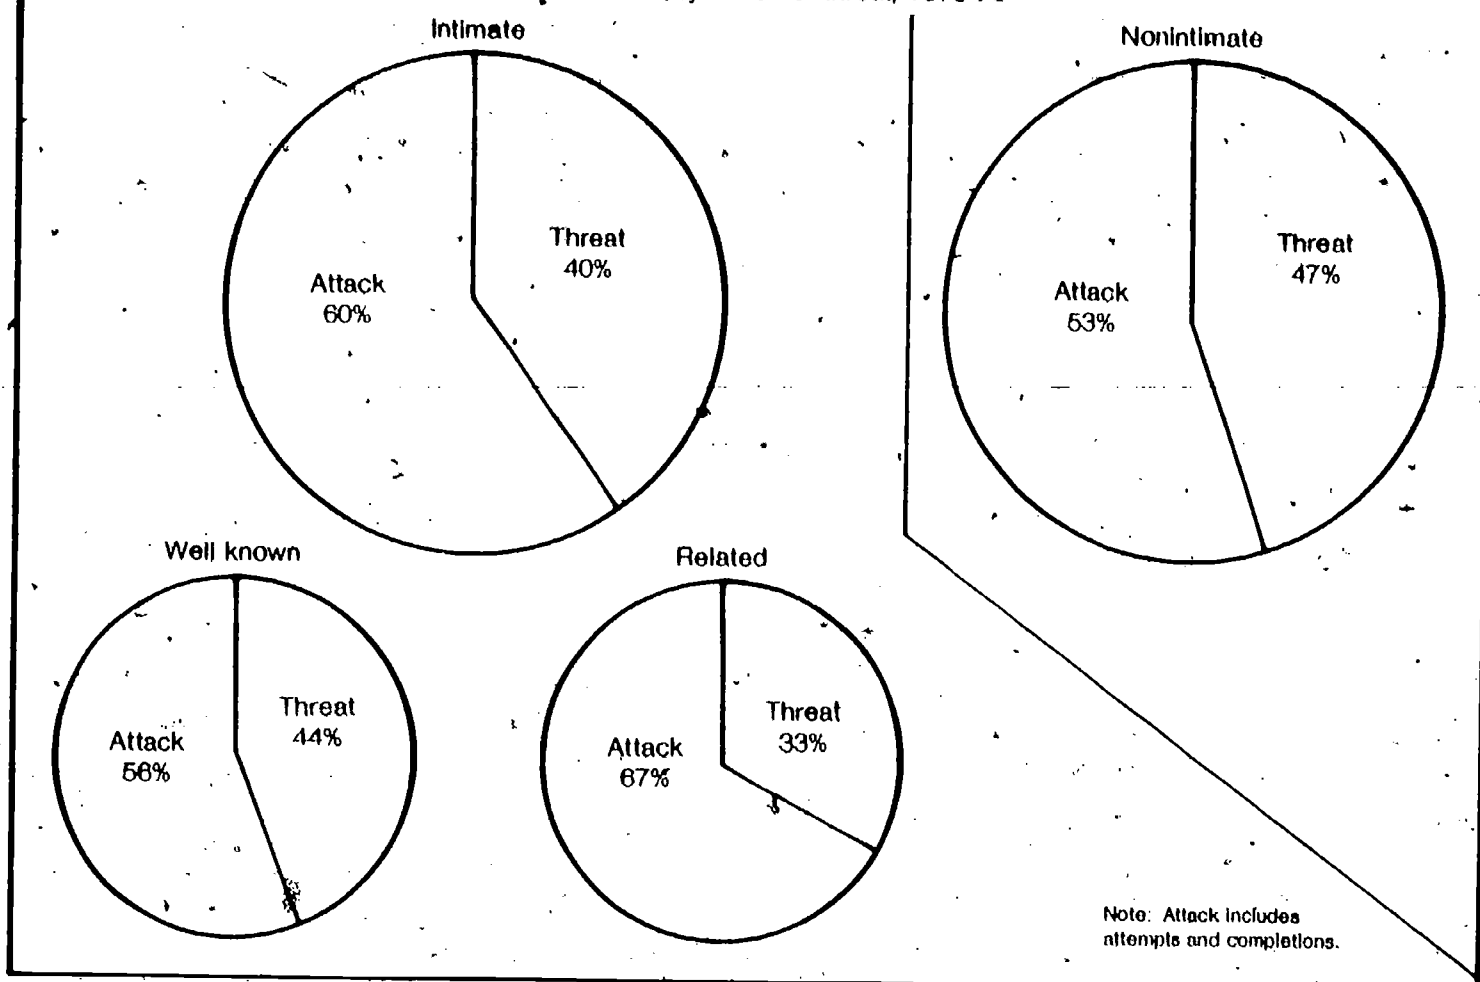 Intimate
Nonintimate
Threat
40%
Attack
60%
Threat
47%
Attack
53%
Well known
Related
Threat
44%
Attack
56%
Threat
33%
Attack
67%
Note: Attack includes
attempts and completions.